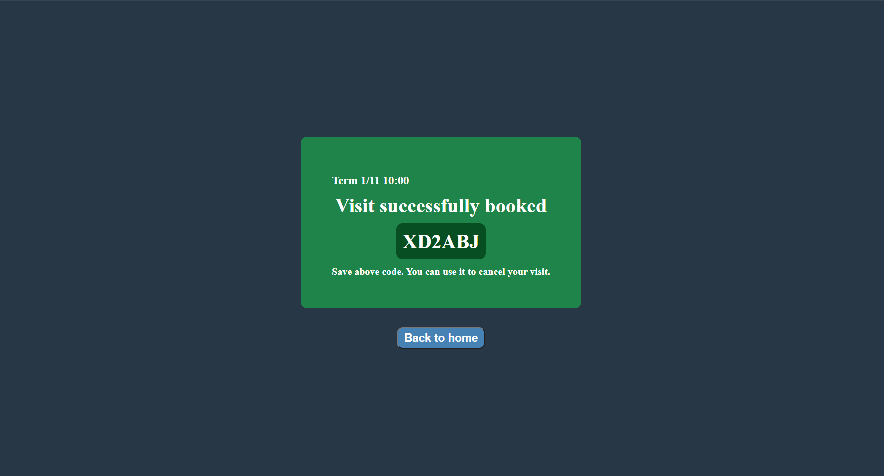 Term 1/11 10:00
Visit successfully booked
XD2ABJ
Save above code. You can use it to cancel your visit.
Back to home